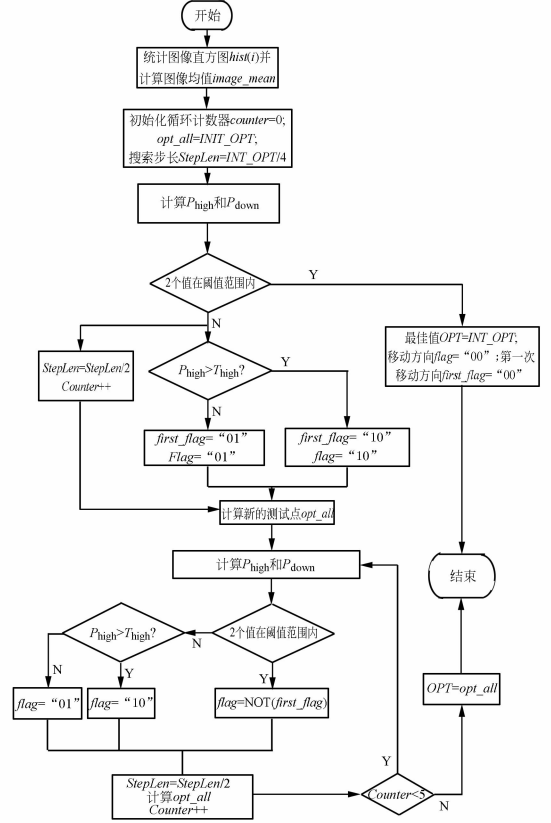 开始
统计图像直方图hist(i)并
计算图像均值image_mean
初始化循环计数器counter=0;
opt_all=INIT_OPT;
搜索步长StepLen=INT_OPT/4
计算Phigh和Pdown
2个值在阈值范围内
Y
N
最佳值OPT=INT_OPT;
移动方向flag=“00”;第一次
移动方向first_flag=“00”
StepLen=StepLen/2
Counter++
Phigh>Thigh?
Y
N
first_flag=“01”
Flag=“01”
first_flag=“10”
flag=“10”
计算新的测试点opt_all
计算Phigh和Pdown
结束
Phigh>Thigh?
2个值在阈值范围内
N
N
Y
Y
flag=“01”
flag=“10”
flag=NOT(first_flag)
OPT=opt_all
StepLen=StepLen/2
计算opt_all
Counter++
Y
Counter<5
N